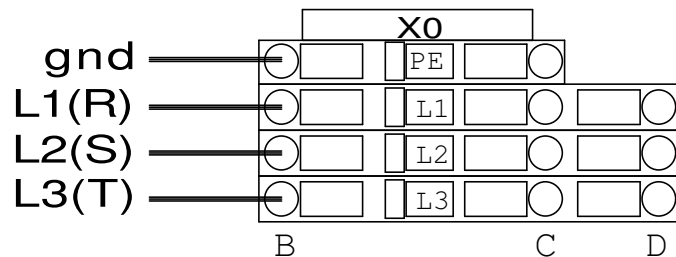 X0
gnd PE
L1(R) L1
L2(S) L2
L3(T) L3
B C D